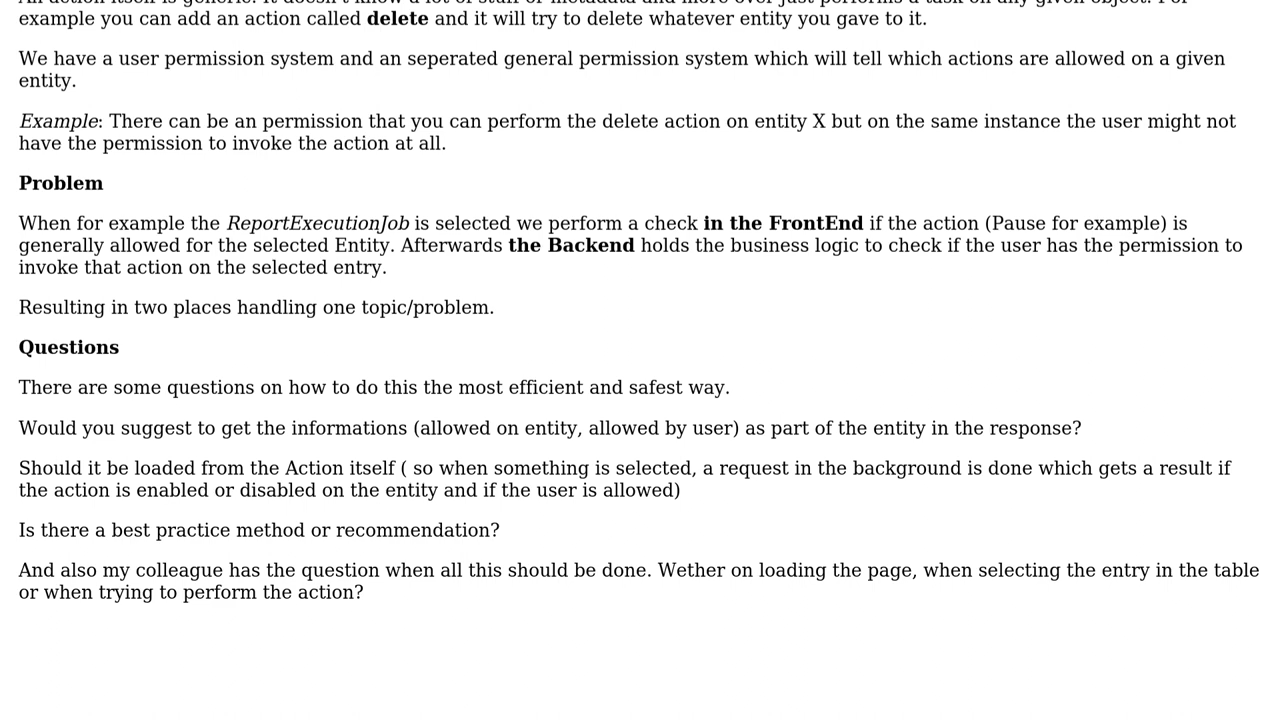 example you can add an action called delete and it will try to delete whatever entity you gave to it.
We have a user permission system and an seperated general permission system which will tell which actions are allowed on a given
entity.
Example: There can be an permission that you can perform the delete action on entity X but on the same instance the user might not
have the permission to invoke the action at all.
Problem
When for example the ReportExecutionJob is selected we perform a check in the FrontEnd if the action (Pause for example) is
generally allowed for the selected Entity. Afterwards the Backend holds the business logic to check if the user has the permission to
invoke that action on the selected entry.
Resulting in two places handling one topic/problem.
Questions
There are some questions on how to do this the most efficient and safest way.
Would you suggest to get the informations (allowed on entity, allowed by user) as part of the entity in the response?
Should it be loaded from the Action itself ( so when something is selected, a request in the background is done which gets a result if
the action is enabled or disabled on the entity and if the user is allowed)
Is there a best practice method or recommendation?
And also my colleague has the question when all this should be done. Wether on loading the page, when selecting the entry in the table
or when trying to perform the action?